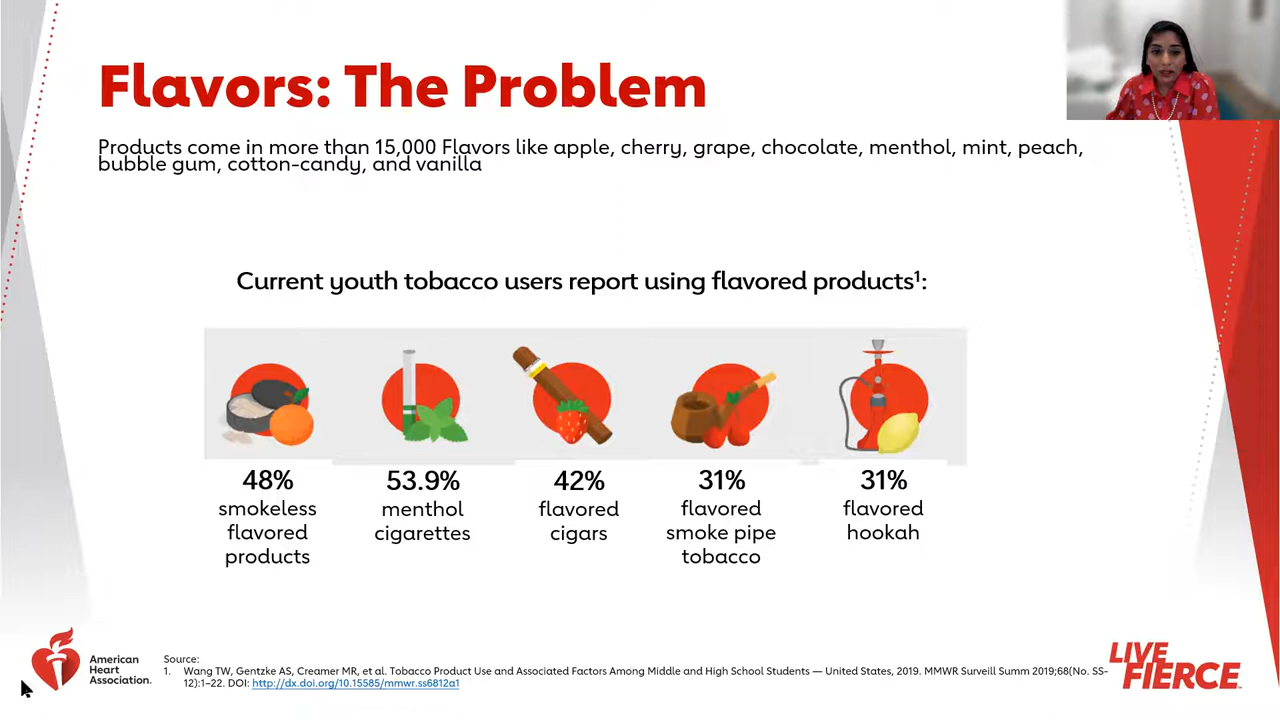 Flavors: The Problem
Products come in more than 15,000 Flavors like apple, cherry, grape, chocolate, menthol, mint, peach,
bubble gum, cotton-candy, and vanilla
Current youth tobacco users report using flavored products¹:
48%
smokeless
flavored
products
53.9%
menthol
cigarettes
42%
flavored
cigars
31%
flavored
smoke pipe
tobacco
31%
flavored
hookah
American
Heart
Association.
Source:
1. Wang TW, Gentzke AS, Creamer MR, et al. Tobacco Product Use and Associated Factors Among Middle and High School Students — United States, 2019. MMWR Surveill Summ 2019;68(No. SS-
12):1–22. DOI: http://dx.doi.org/10.15585/mmwr.ss6812a1
LIVE
FIERCE